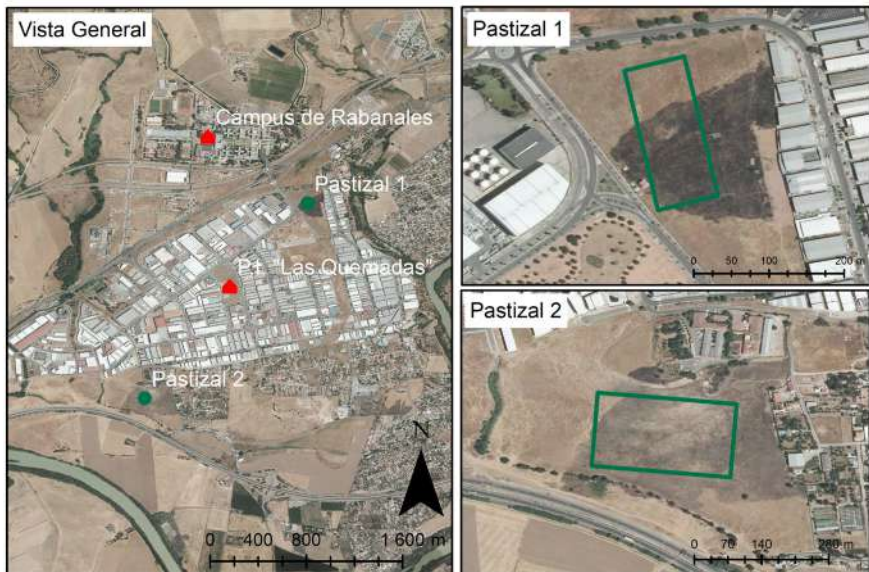 Vista General
Campus de Rabanales
Pastizal 1
P.I. "Las Quemadas"
Pastizal 2
N
0 400 800 1 600 m
Pastizal 1
0 50 100 200 m
Pastizal 2
0 70 140 280 m